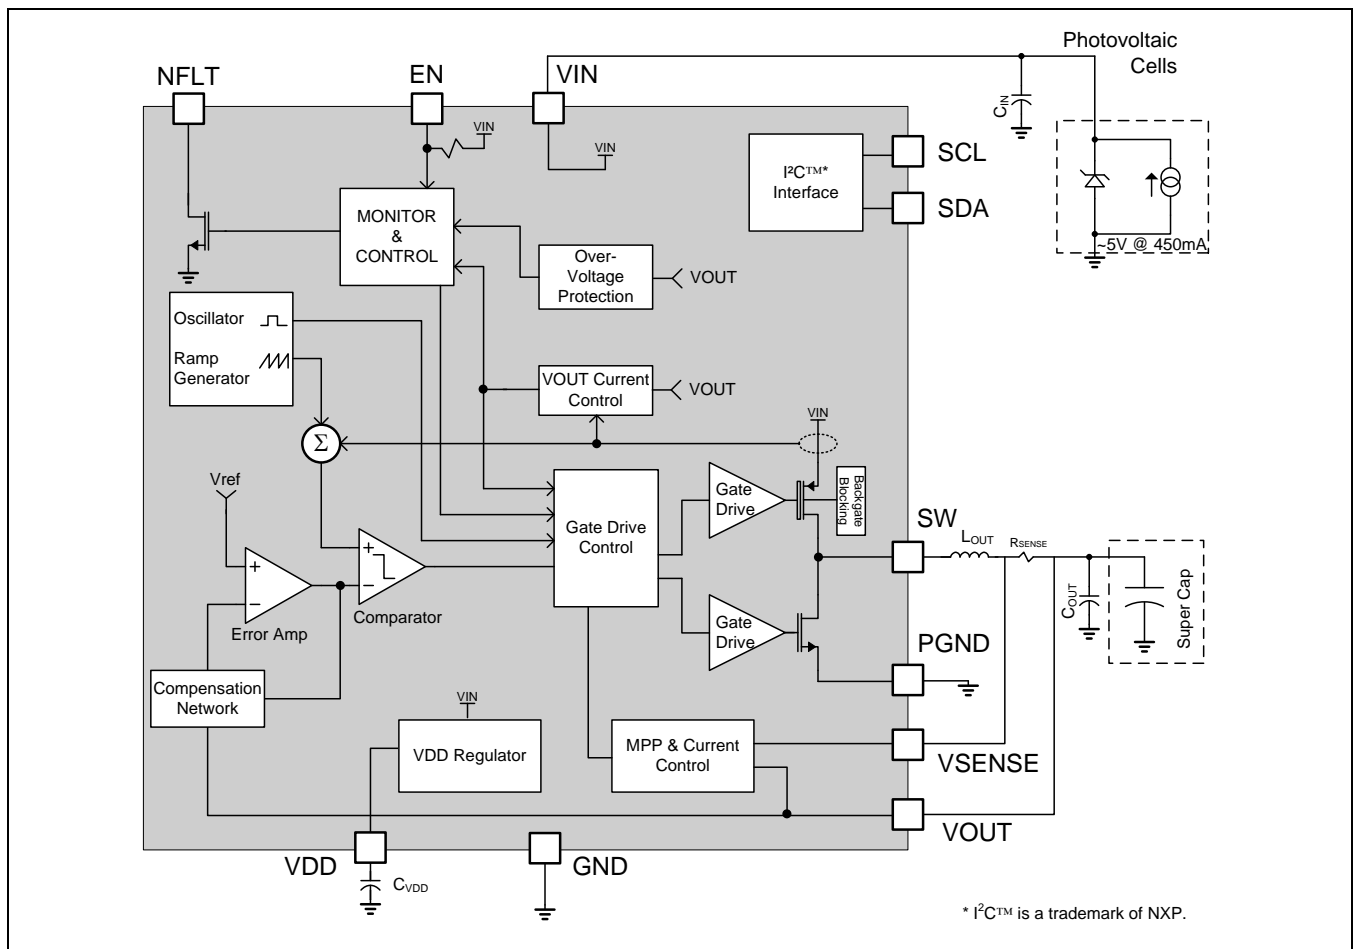 Photovoltaic
Cells
NFLT
EN
VIN
C_IN
VIN
VIN
I²C™*
Interface
SCL
SDA
~5V @ 450mA
MONITOR
&
CONTROL
Over-
Voltage
Protection
VOUT
Oscillator
Ramp
Generator
VOUT Current
Control
VOUT
VIN
Σ
Vref
Gate
Drive
Backgate
Blocking
SW
L_OUT
R_SENSE
Gate Drive
Control
+
−
Error Amp
+
−
Comparator
Gate
Drive
C_OUT
Super Cap
PGND
Compensation
Network
VIN
VDD Regulator
MPP & Current
Control
VSENSE
VOUT
VDD
C_VDD
GND
* I²C™ is a trademark of NXP.